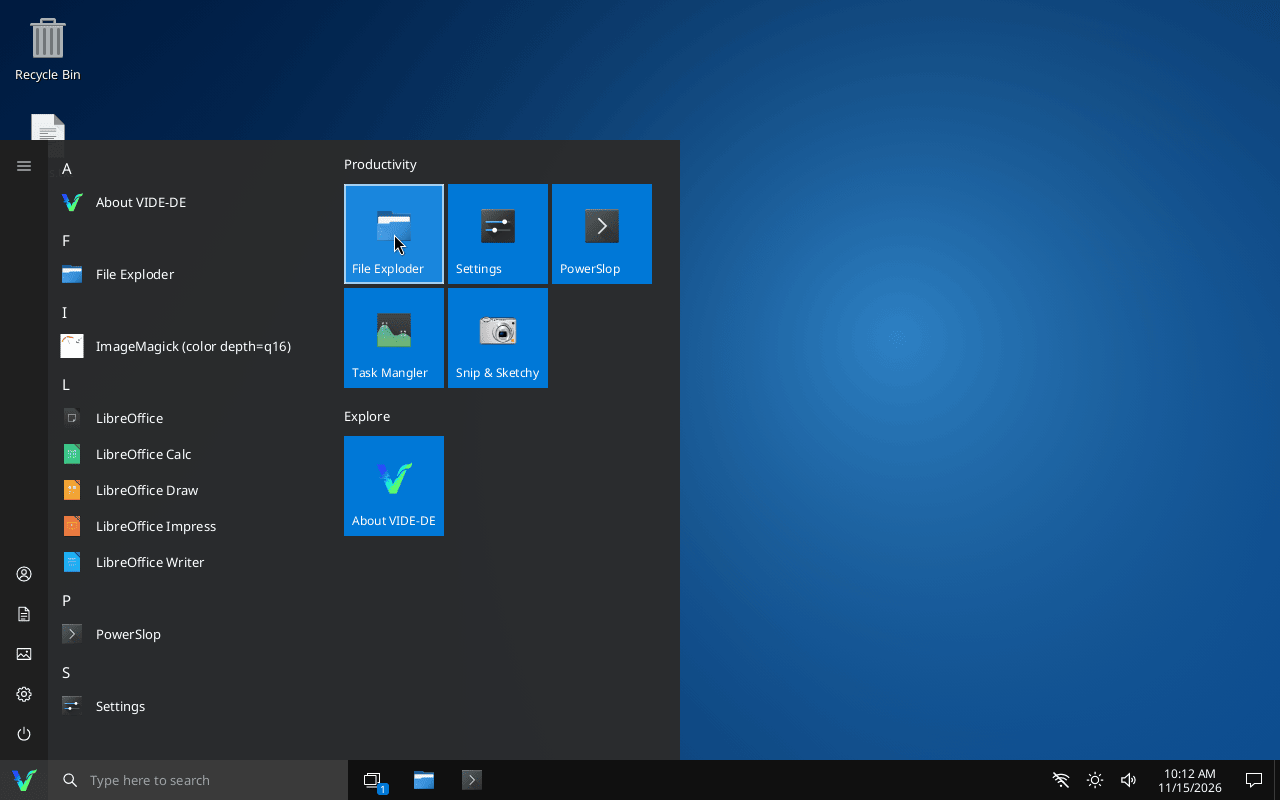 Recycle Bin
A
About VIDE-DE
F
File Exploder
I
ImageMagick (color depth=q16)
L
LibreOffice
LibreOffice Calc
LibreOffice Draw
LibreOffice Impress
LibreOffice Writer
P
PowerSlop
S
Settings
Productivity
File Exploder
Settings
PowerSlop
Task Mangler
Snip & Sketchy
Explore
About VIDE-DE
Type here to search
1
10:12 AM
11/15/2026